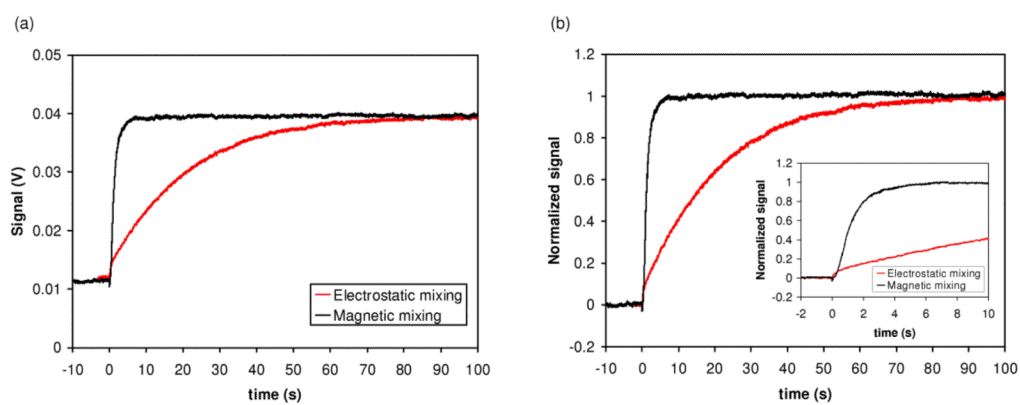 (a)
0.05
0.04
0.03
0.02
0.01
0
Signal (V)
-10 0 10 20 30 40 50 60 70 80 90 100
time (s)
Electrostatic mixing
Magnetic mixing
(b)
1.2
1
0.8
0.6
0.4
0.2
0
-0.2
Normalized signal
-10 0 10 20 30 40 50 60 70 80 90 100
time (s)
1.2
1
0.8
0.6
0.4
0.2
0
-0.2
Normalized signal
-2 0 2 4 6 8 10
time (s)
Electrostatic mixing
Magnetic mixing